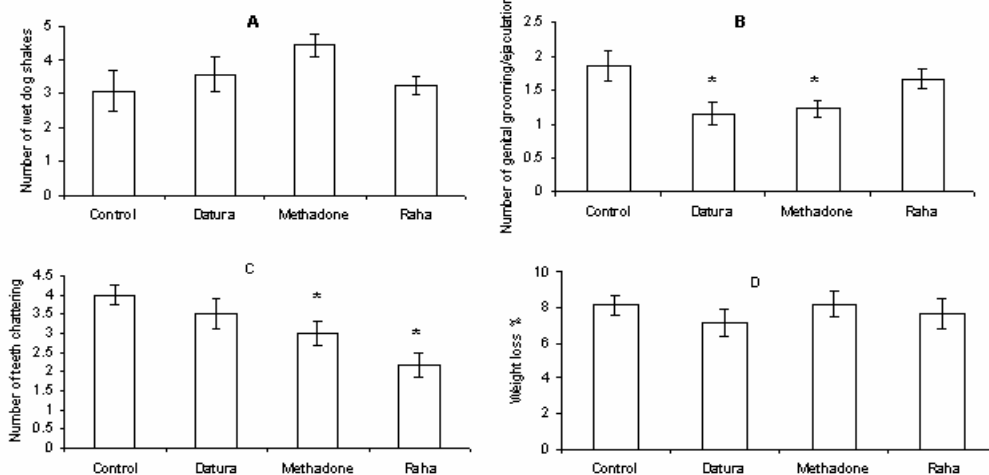 A
Number of wet dog shakes
5
4
3
2
1
0
Control Datura Methadone Raha
B
Number of genital grooming/ejaculation
2.5
2
1.5
1
0.5
0
* *
Control Datura Methadone Raha
C
Number of teeth chattering
4.5
4
3.5
3
2.5
2
1.5
1
0.5
0
* *
Control Datura Methadone Raha
D
Weight loss %
10
8
6
4
2
0
Control Datura Methadone Raha